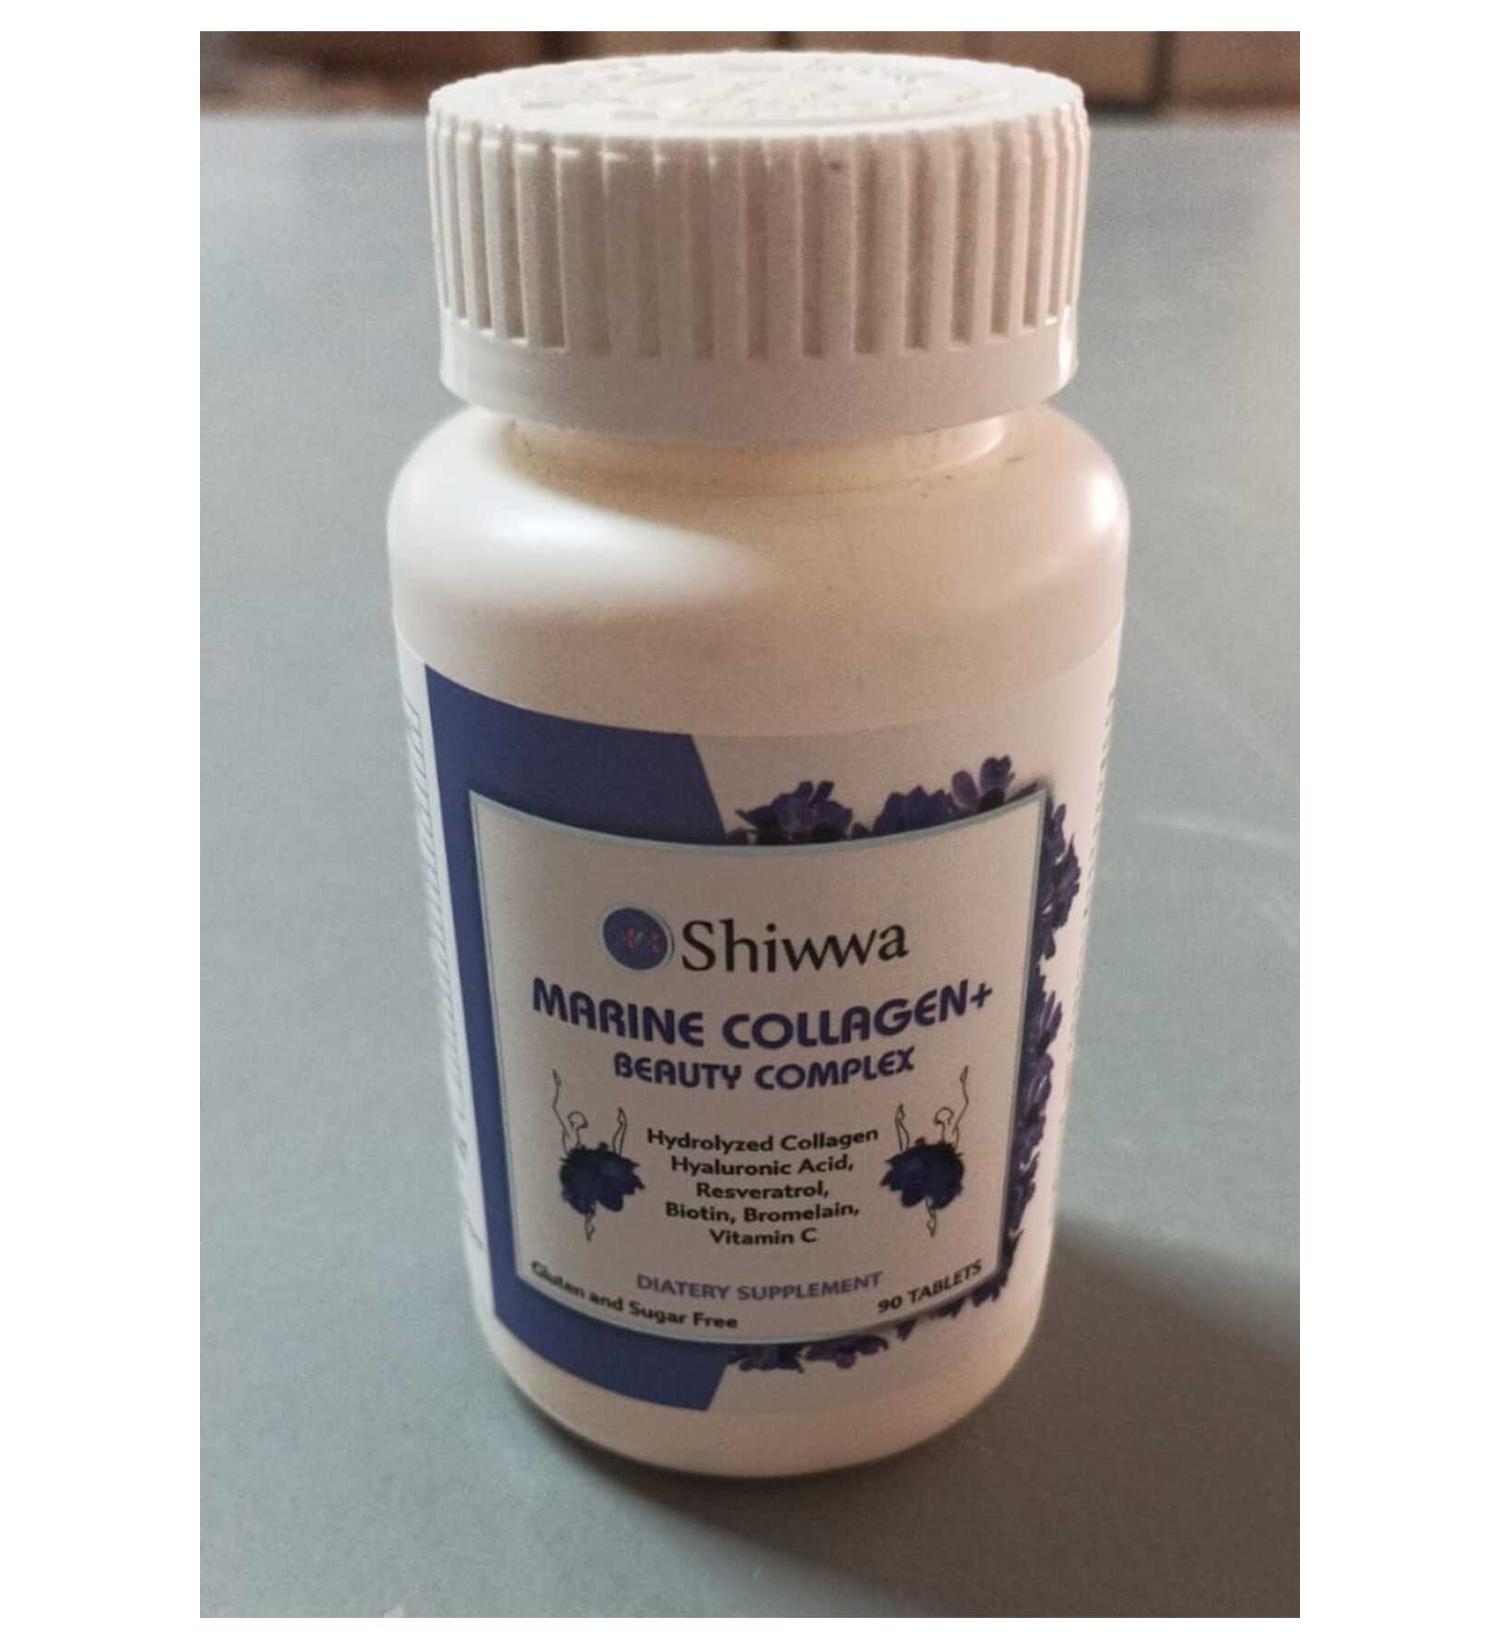 Shiwwa
MARINE COLLAGEN+
BEAUTY COMPLEX
Hydrolyzed Collagen
Hyaluronic Acid,
Resveratrol,
Biotin, Bromelain,
Vitamin C
DIATERY SUPPLEMENT
Gluten and Sugar Free
90 TABLETS